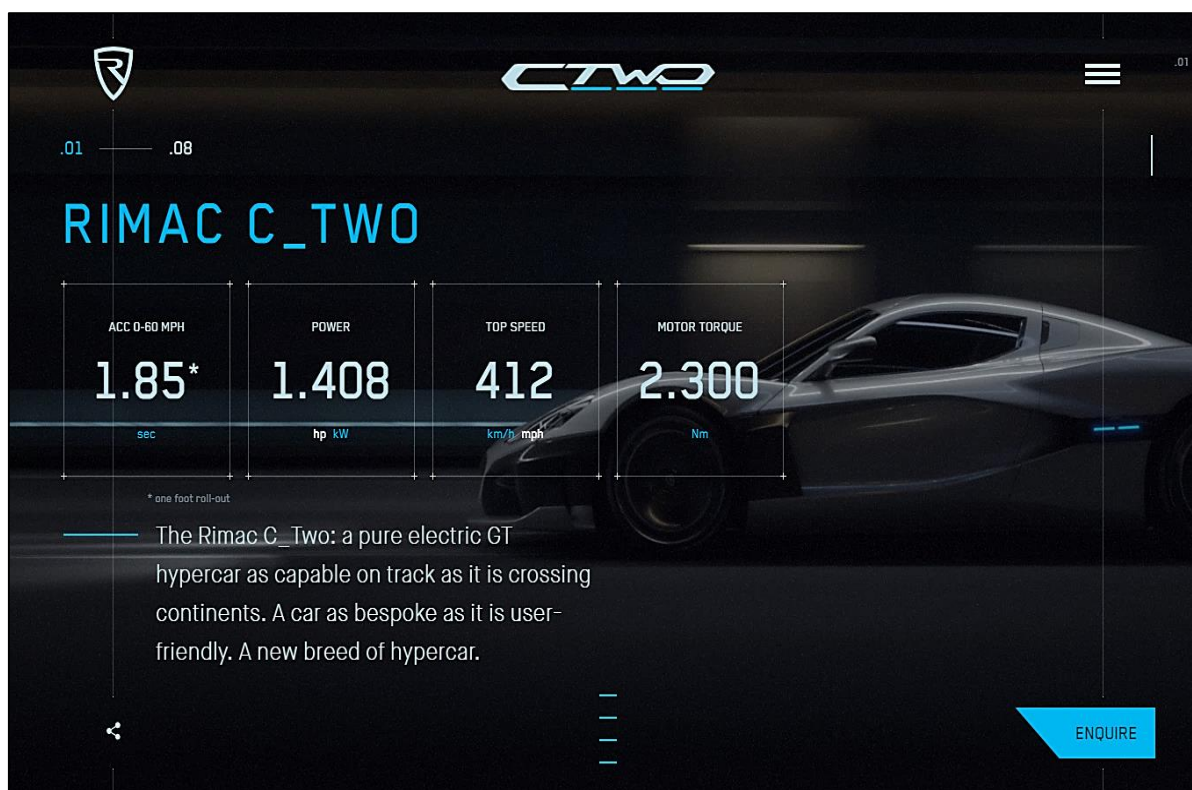 R
CTWO
.01
.01 .08
RIMAC C_TWO
ACC 0-60 MPH
1.85*
sec
POWER
1.408
hp kW
TOP SPEED
412
km/h mph
MOTOR TORQUE
2.300
Nm
* one foot roll-out
The Rimac C_Two: a pure electric GT
hypercar as capable on track as it is crossing
continents. A car as bespoke as it is user-
friendly. A new breed of hypercar.
ENQUIRE